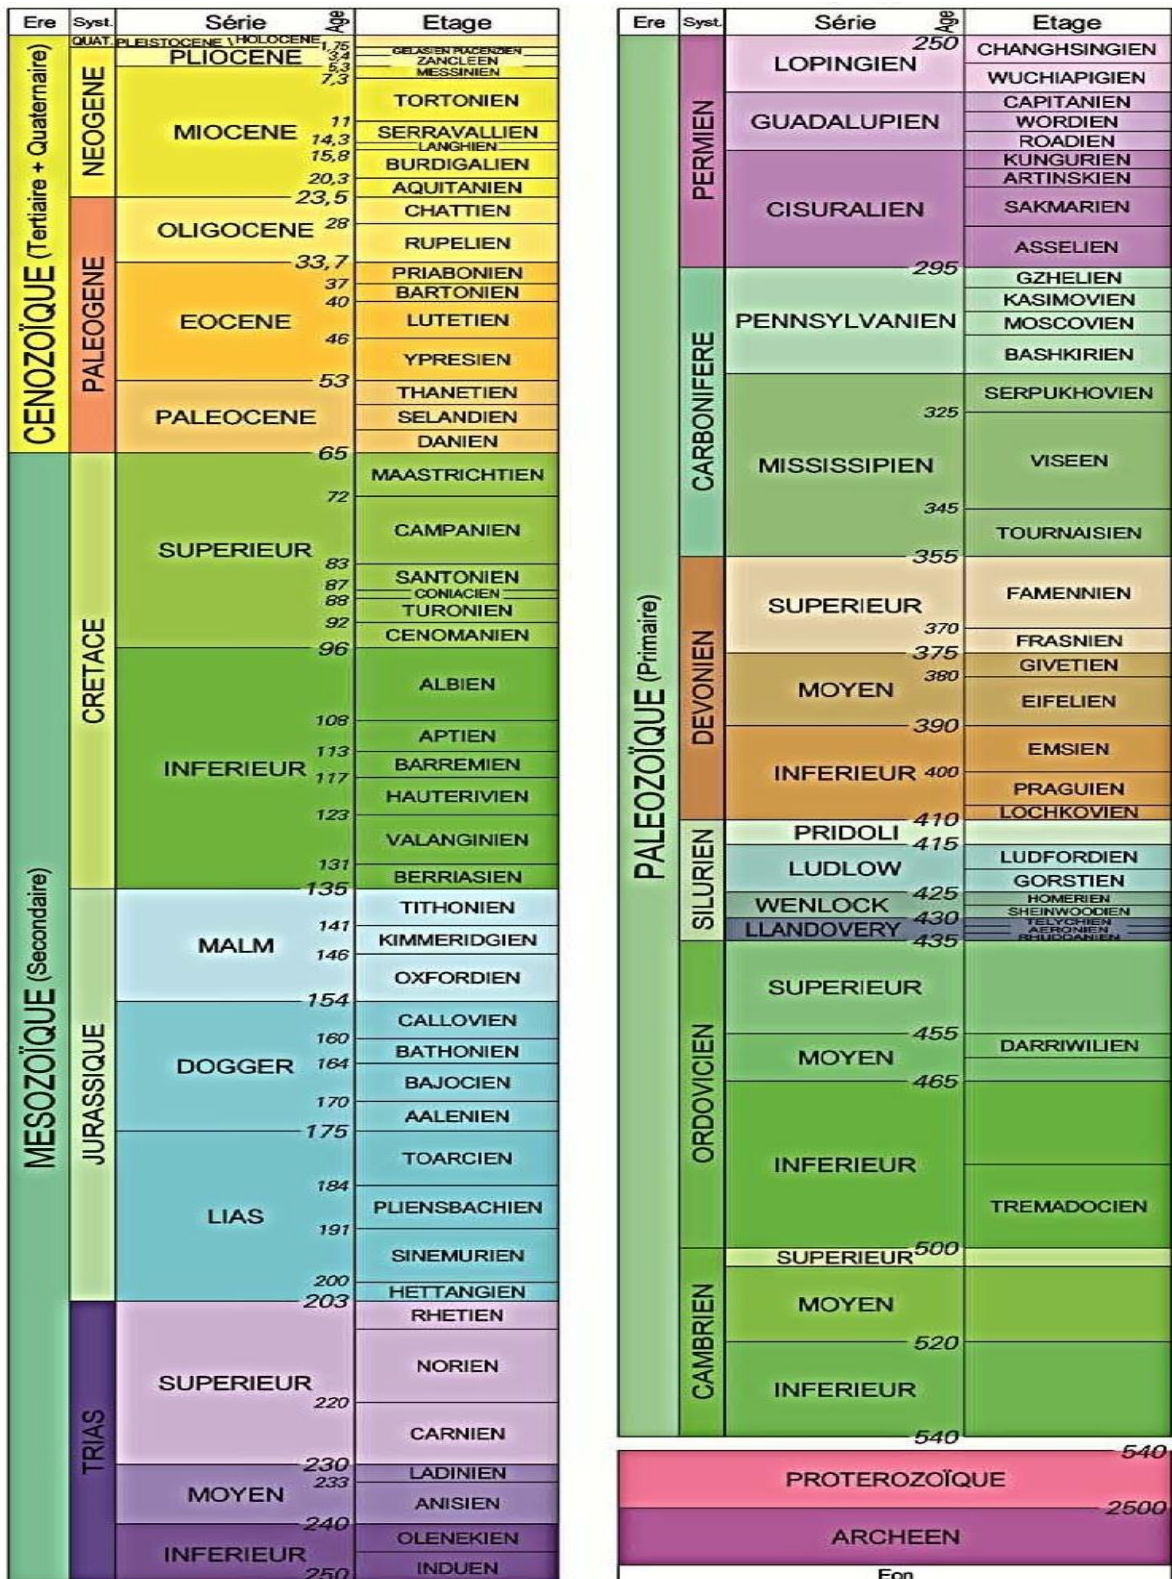 Ere Syst. Série Age Etage
CENOZOÏQUE (Tertiaire + Quaternaire)
QUAT. PLEISTOCENE \ HOLOCENE
1,75
NEOGENE
PLIOCENE
GELASIEN PIACENZIEN
3,4
ZANCLEEN
5,3
MIOCENE
MESSINIEN
7,3
TORTONIEN
11
SERRAVALLIEN
14,3
LANGHIEN
15,8
BURDIGALIEN
20,3
AQUITANIEN
23,5
PALEOGENE
OLIGOCENE
CHATTIEN
28
RUPELIEN
33,7
EOCENE
PRIABONIEN
37
BARTONIEN
40
LUTETIEN
46
YPRESIEN
53
PALEOCENE
THANETIEN
SELANDIEN
DANIEN
65
MESOZOÏQUE (Secondaire)
CRETACE
SUPERIEUR
MAASTRICHTIEN
72
CAMPANIEN
83
SANTONIEN
87
CONIACIEN
88
TURONIEN
92
CENOMANIEN
96
INFERIEUR
ALBIEN
108
APTIEN
113
BARREMIEN
117
HAUTERIVIEN
123
VALANGINIEN
131
BERRIASIEN
135
JURASSIQUE
MALM
TITHONIEN
141
KIMMERIDGIEN
146
OXFORDIEN
154
DOGGER
CALLOVIEN
160
BATHONIEN
164
BAJOCIEN
170
AALENIEN
175
LIAS
TOARCIEN
184
PLIENSBACHIEN
191
SINEMURIEN
200
HETTANGIEN
203
TRIAS
SUPERIEUR
RHETIEN
NORIEN
220
CARNIEN
230
MOYEN
LADINIEN
233
ANISIEN
240
INFERIEUR
OLENEKIEN
INDUEN
250
Ere Syst. Série Age Etage
250
PALEOZOÏQUE (Primaire)
PERMIEN
LOPINGIEN
CHANGHSINGIEN
WUCHIAPIGIEN
GUADALUPIEN
CAPITANIEN
WORDIEN
ROADIEN
CISURALIEN
KUNGURIEN
ARTINSKIEN
SAKMARIEN
ASSELIEN
295
CARBONIFERE
PENNSYLVANIEN
GZHELIEN
KASIMOVIEN
MOSCOVIEN
BASHKIRIEN
MISSISSIPIEN
SERPUKHOVIEN
325
VISEEN
345
TOURNAISIEN
355
DEVONIEN
SUPERIEUR
FAMENNIEN
370
FRASNIEN
375
MOYEN
GIVETIEN
380
EIFELIEN
390
INFERIEUR
EMSIEN
400
PRAGUIEN
LOCHKOVIEN
410
SILURIEN
PRIDOLI
415
LUDLOW
LUDFORDIEN
GORSTIEN
425
WENLOCK
HOMERIEN
SHEINWOODIEN
430
LLANDOVERY
TELYCHIEN
AERONIEN
RHUDDANIEN
435
ORDOVICIEN
SUPERIEUR
455
MOYEN
DARRIWILIEN
465
INFERIEUR
TREMADOCIEN
500
CAMBRIEN
SUPERIEUR
MOYEN
520
INFERIEUR
540
540
PROTEROZOÏQUE
2500
ARCHEEN
Eon